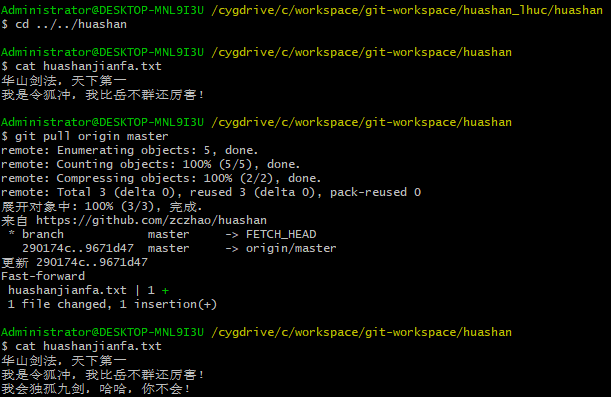 Administrator@DESKTOP-MNL9I3U /cygdrive/c/workspace/git-workspace/huashan_lhuc/huashan
$ cd ../../huashan
Administrator@DESKTOP-MNL9I3U /cygdrive/c/workspace/git-workspace/huashan
$ cat huashanjianfa.txt
华山剑法, 天下第一
我是令狐冲, 我比岳不群还厉害!
Administrator@DESKTOP-MNL9I3U /cygdrive/c/workspace/git-workspace/huashan
$ git pull origin master
remote: Enumerating objects: 5, done.
remote: Counting objects: 100% (5/5), done.
remote: Compressing objects: 100% (2/2), done.
remote: Total 3 (delta 0), reused 3 (delta 0), pack-reused 0
展开对象中: 100% (3/3), 完成.
来自 https://github.com/zczhao/huashan
 * branch            master     -> FETCH_HEAD
   290174c..9671d47  master     -> origin/master
更新 290174c..9671d47
Fast-forward
 huashanjianfa.txt | 1 +
 1 file changed, 1 insertion(+)
Administrator@DESKTOP-MNL9I3U /cygdrive/c/workspace/git-workspace/huashan
$ cat huashanjianfa.txt
华山剑法, 天下第一
我是令狐冲, 我比岳不群还厉害!
我会独孤九剑, 哈哈, 你不会!